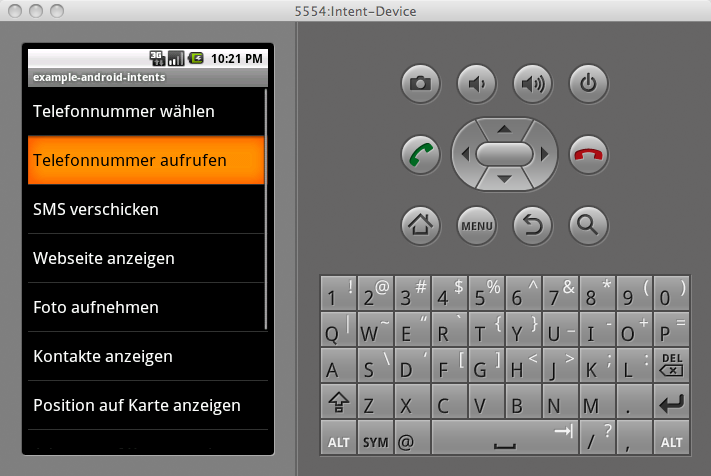 5554:Intent-Device
3G
10:21 PM
example-android-intents
Telefonnummer wählen
Telefonnummer aufrufen
SMS verschicken
Webseite anzeigen
Foto aufnehmen
Kontakte anzeigen
Position auf Karte anzeigen
MENU
1 ! 2 @ 3 # 4 $ 5 % 6 ^ 7 & 8 * 9 ( 0 )
Q | W ~ E “ R ` T { Y } U _ I - O + P =
A S \ D ‘ F [ G ] H < J > K ; L : DEL
Z X C V B N M .
ALT SYM @ / ? , ALT